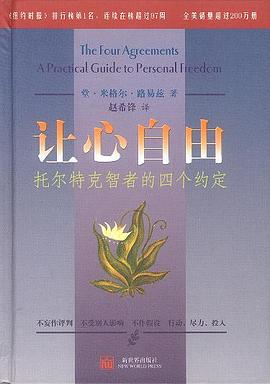 《纽约时报》排行榜第1名,连续在榜超过97周 全美销量超过200万册
The Four Agreements
A Practical Guide to Personal Freedom
堂·米格尔·路易兹 著
赵希锋 译
让心自由
托尔特克智者的四个约定
不妄作评判 不受别人影响 不作假设 行动、尽力、投入
新世界出版社
NEW WORLD PRESS